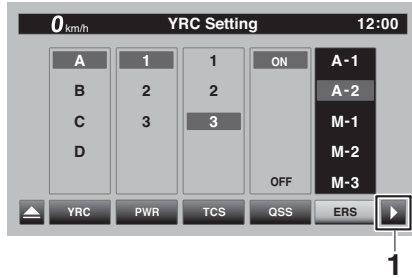 0 km/h YRC Setting 12:00
A 1 1 ON A-1
B 2 2 A-2
C 3 3 M-1
D M-2
OFF M-3
YRC PWR TCS QSS ERS
1